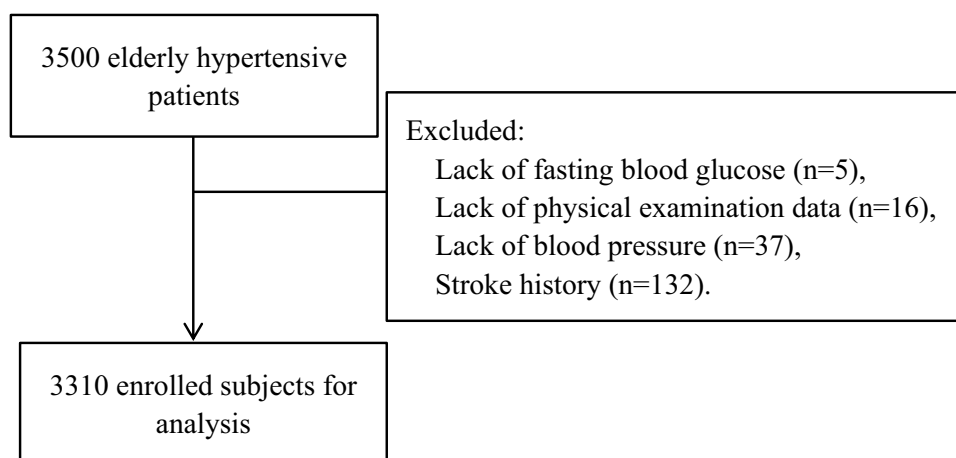 3500 elderly hypertensive
patients
Excluded:
Lack of fasting blood glucose (n=5),
Lack of physical examination data (n=16),
Lack of blood pressure (n=37),
Stroke history (n=132).
3310 enrolled subjects for
analysis